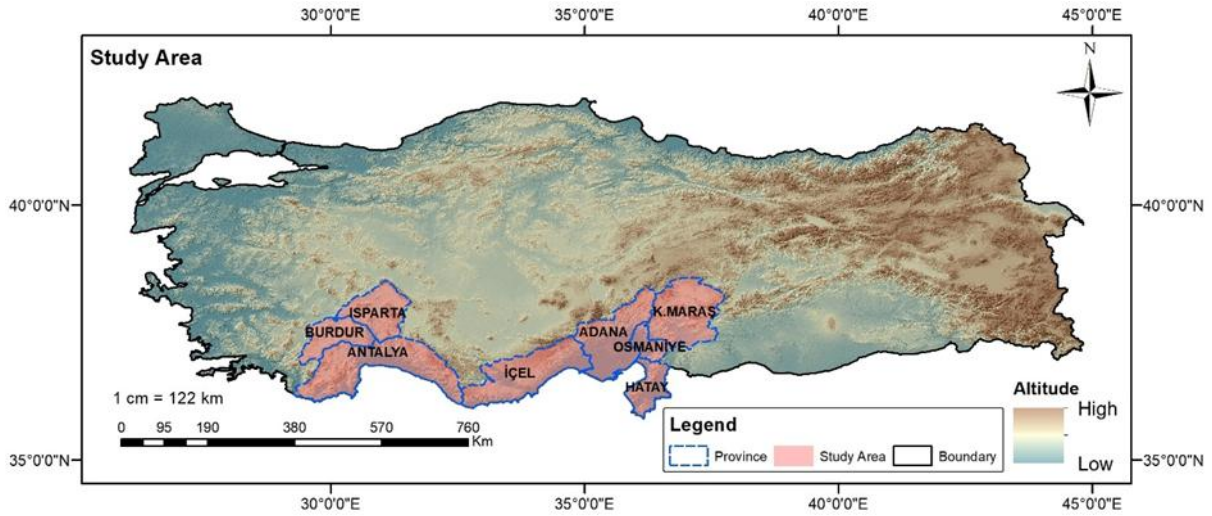 30°0'0"E 35°0'0"E 40°0'0"E 45°0'0"E
Study Area
N
40°0'0"N 40°0'0"N
ISPARTA
K.MARAŞ
BURDUR
ADANA
ANTALYA
OSMANİYE
İÇEL
HATAY
1 cm = 122 km
0 95 190 380 570 760
Km
Legend
Province Study Area Boundary
Altitude
High
Low
35°0'0"N 35°0'0"N
30°0'0"E 35°0'0"E 40°0'0"E 45°0'0"E